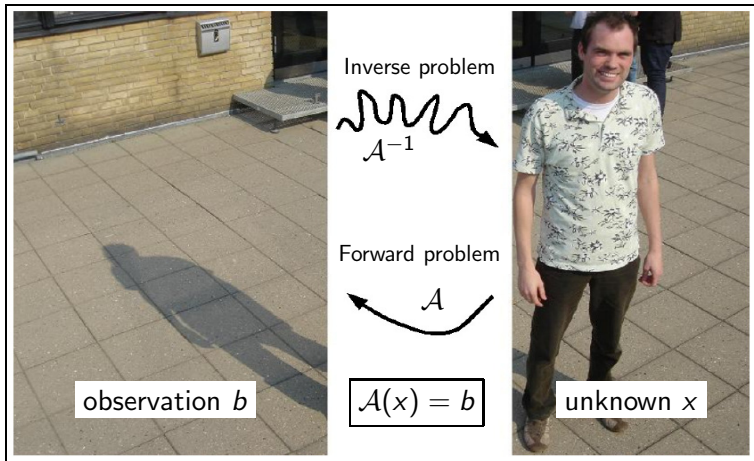 Inverse problem
𝒜⁻¹
Forward problem
𝒜
observation b
𝒜(x) = b
unknown x